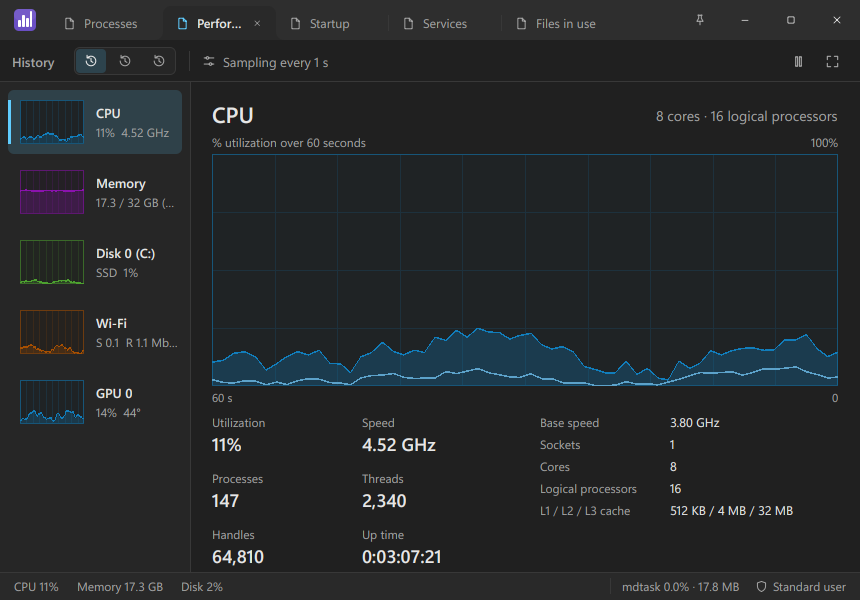 Processes
Perfor...
Startup
Services
Files in use
History
Sampling every 1 s
CPU
11% 4.52 GHz
Memory
17.3 / 32 GB (...
Disk 0 (C:)
SSD 1%
Wi-Fi
S 0.1 R 1.1 Mb...
GPU 0
14% 44°
CPU
8 cores · 16 logical processors
% utilization over 60 seconds
100%
60 s
0
Utilization
11%
Speed
4.52 GHz
Processes
147
Threads
2,340
Handles
64,810
Up time
0:03:07:21
Base speed 3.80 GHz
Sockets 1
Cores 8
Logical processors 16
L1 / L2 / L3 cache 512 KB / 4 MB / 32 MB
CPU 11% Memory 17.3 GB Disk 2%
mdtask 0.0% · 17.8 MB
Standard user